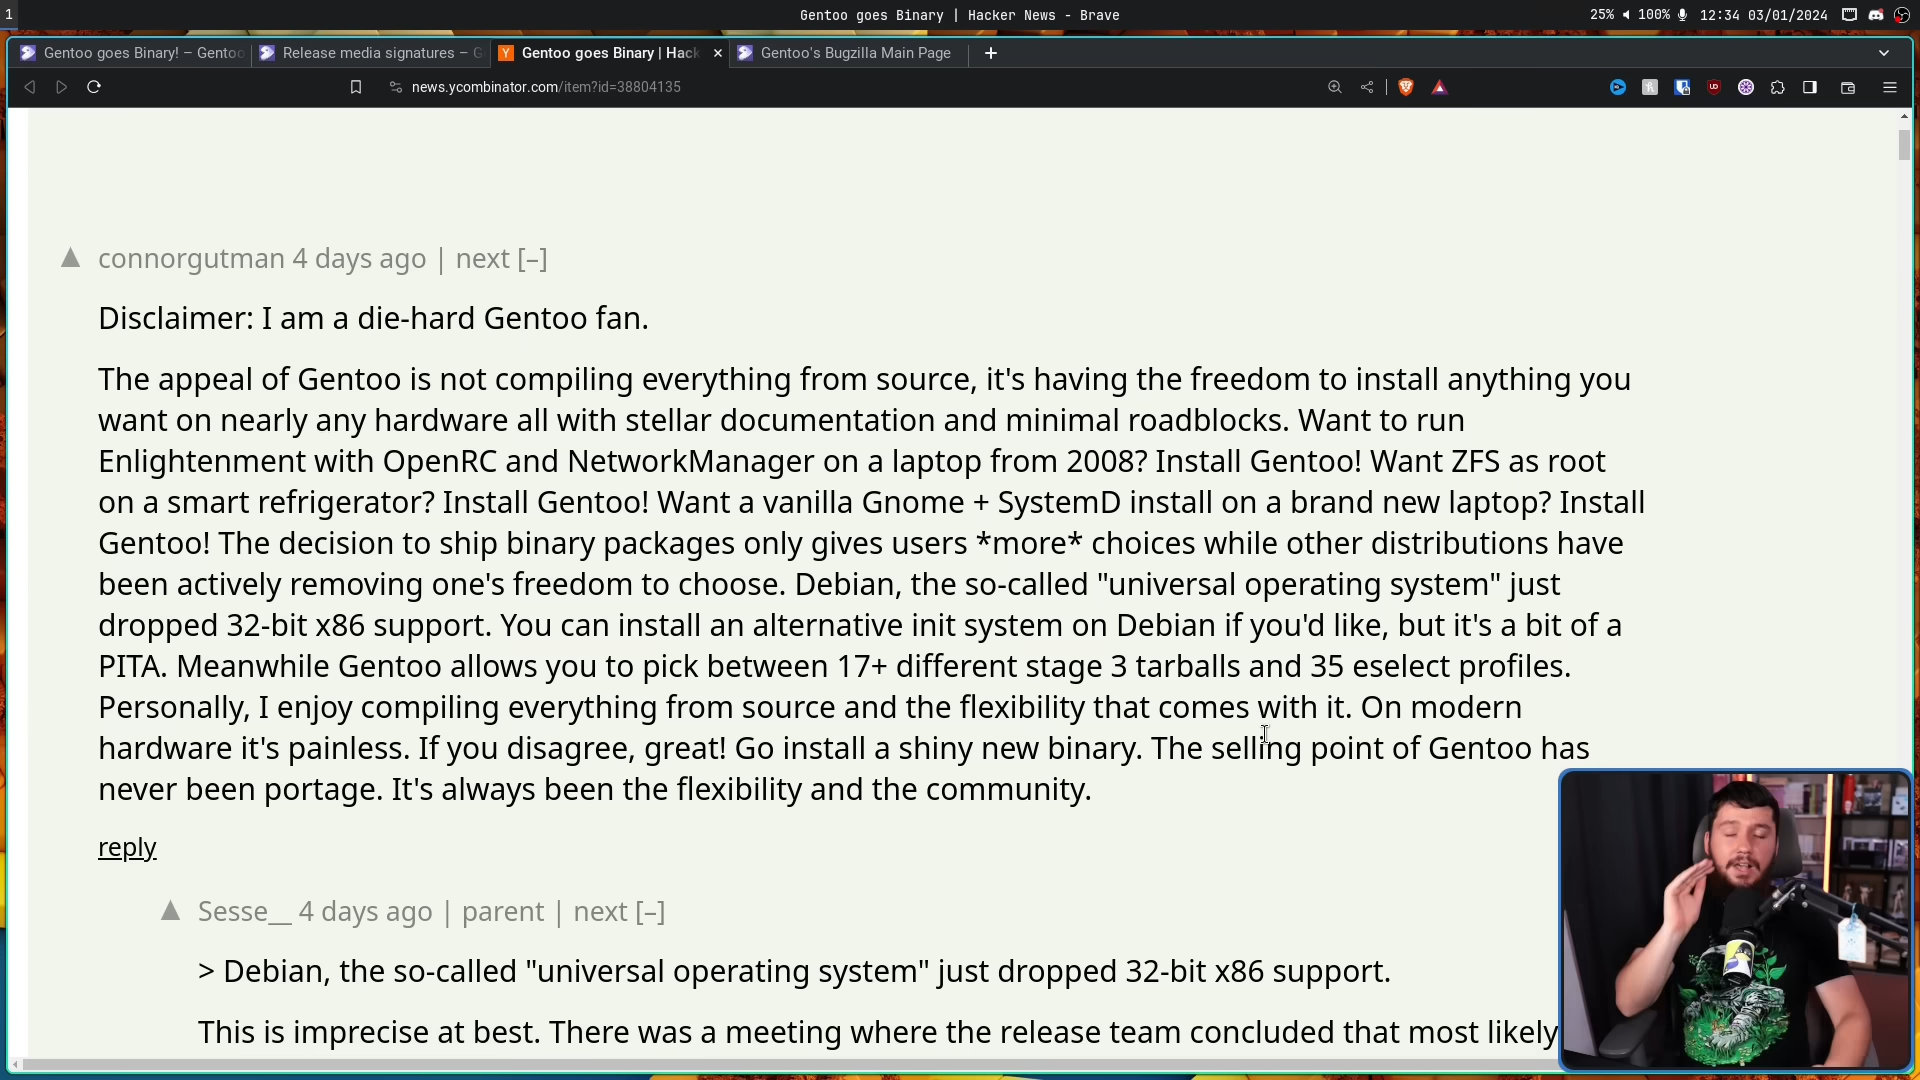 1
Gentoo goes Binary | Hacker News - Brave
25% 100% 12:34 03/01/2024
Gentoo goes Binary! – Gentoo
Release media signatures – G
Gentoo goes Binary | Hack
Gentoo's Bugzilla Main Page
news.ycombinator.com/item?id=38804135
connorgutman 4 days ago | next [–]
Disclaimer: I am a die-hard Gentoo fan.
The appeal of Gentoo is not compiling everything from source, it's having the freedom to install anything you
want on nearly any hardware all with stellar documentation and minimal roadblocks. Want to run
Enlightenment with OpenRC and NetworkManager on a laptop from 2008? Install Gentoo! Want ZFS as root
on a smart refrigerator? Install Gentoo! Want a vanilla Gnome + SystemD install on a brand new laptop? Install
Gentoo! The decision to ship binary packages only gives users *more* choices while other distributions have
been actively removing one's freedom to choose. Debian, the so-called "universal operating system" just
dropped 32-bit x86 support. You can install an alternative init system on Debian if you'd like, but it's a bit of a
PITA. Meanwhile Gentoo allows you to pick between 17+ different stage 3 tarballs and 35 eselect profiles.
Personally, I enjoy compiling everything from source and the flexibility that comes with it. On modern
hardware it's painless. If you disagree, great! Go install a shiny new binary. The selling point of Gentoo has
never been portage. It's always been the flexibility and the community.
reply
Sesse__ 4 days ago | parent | next [–]
> Debian, the so-called "universal operating system" just dropped 32-bit x86 support.
This is imprecise at best. There was a meeting where the release team concluded that most likely